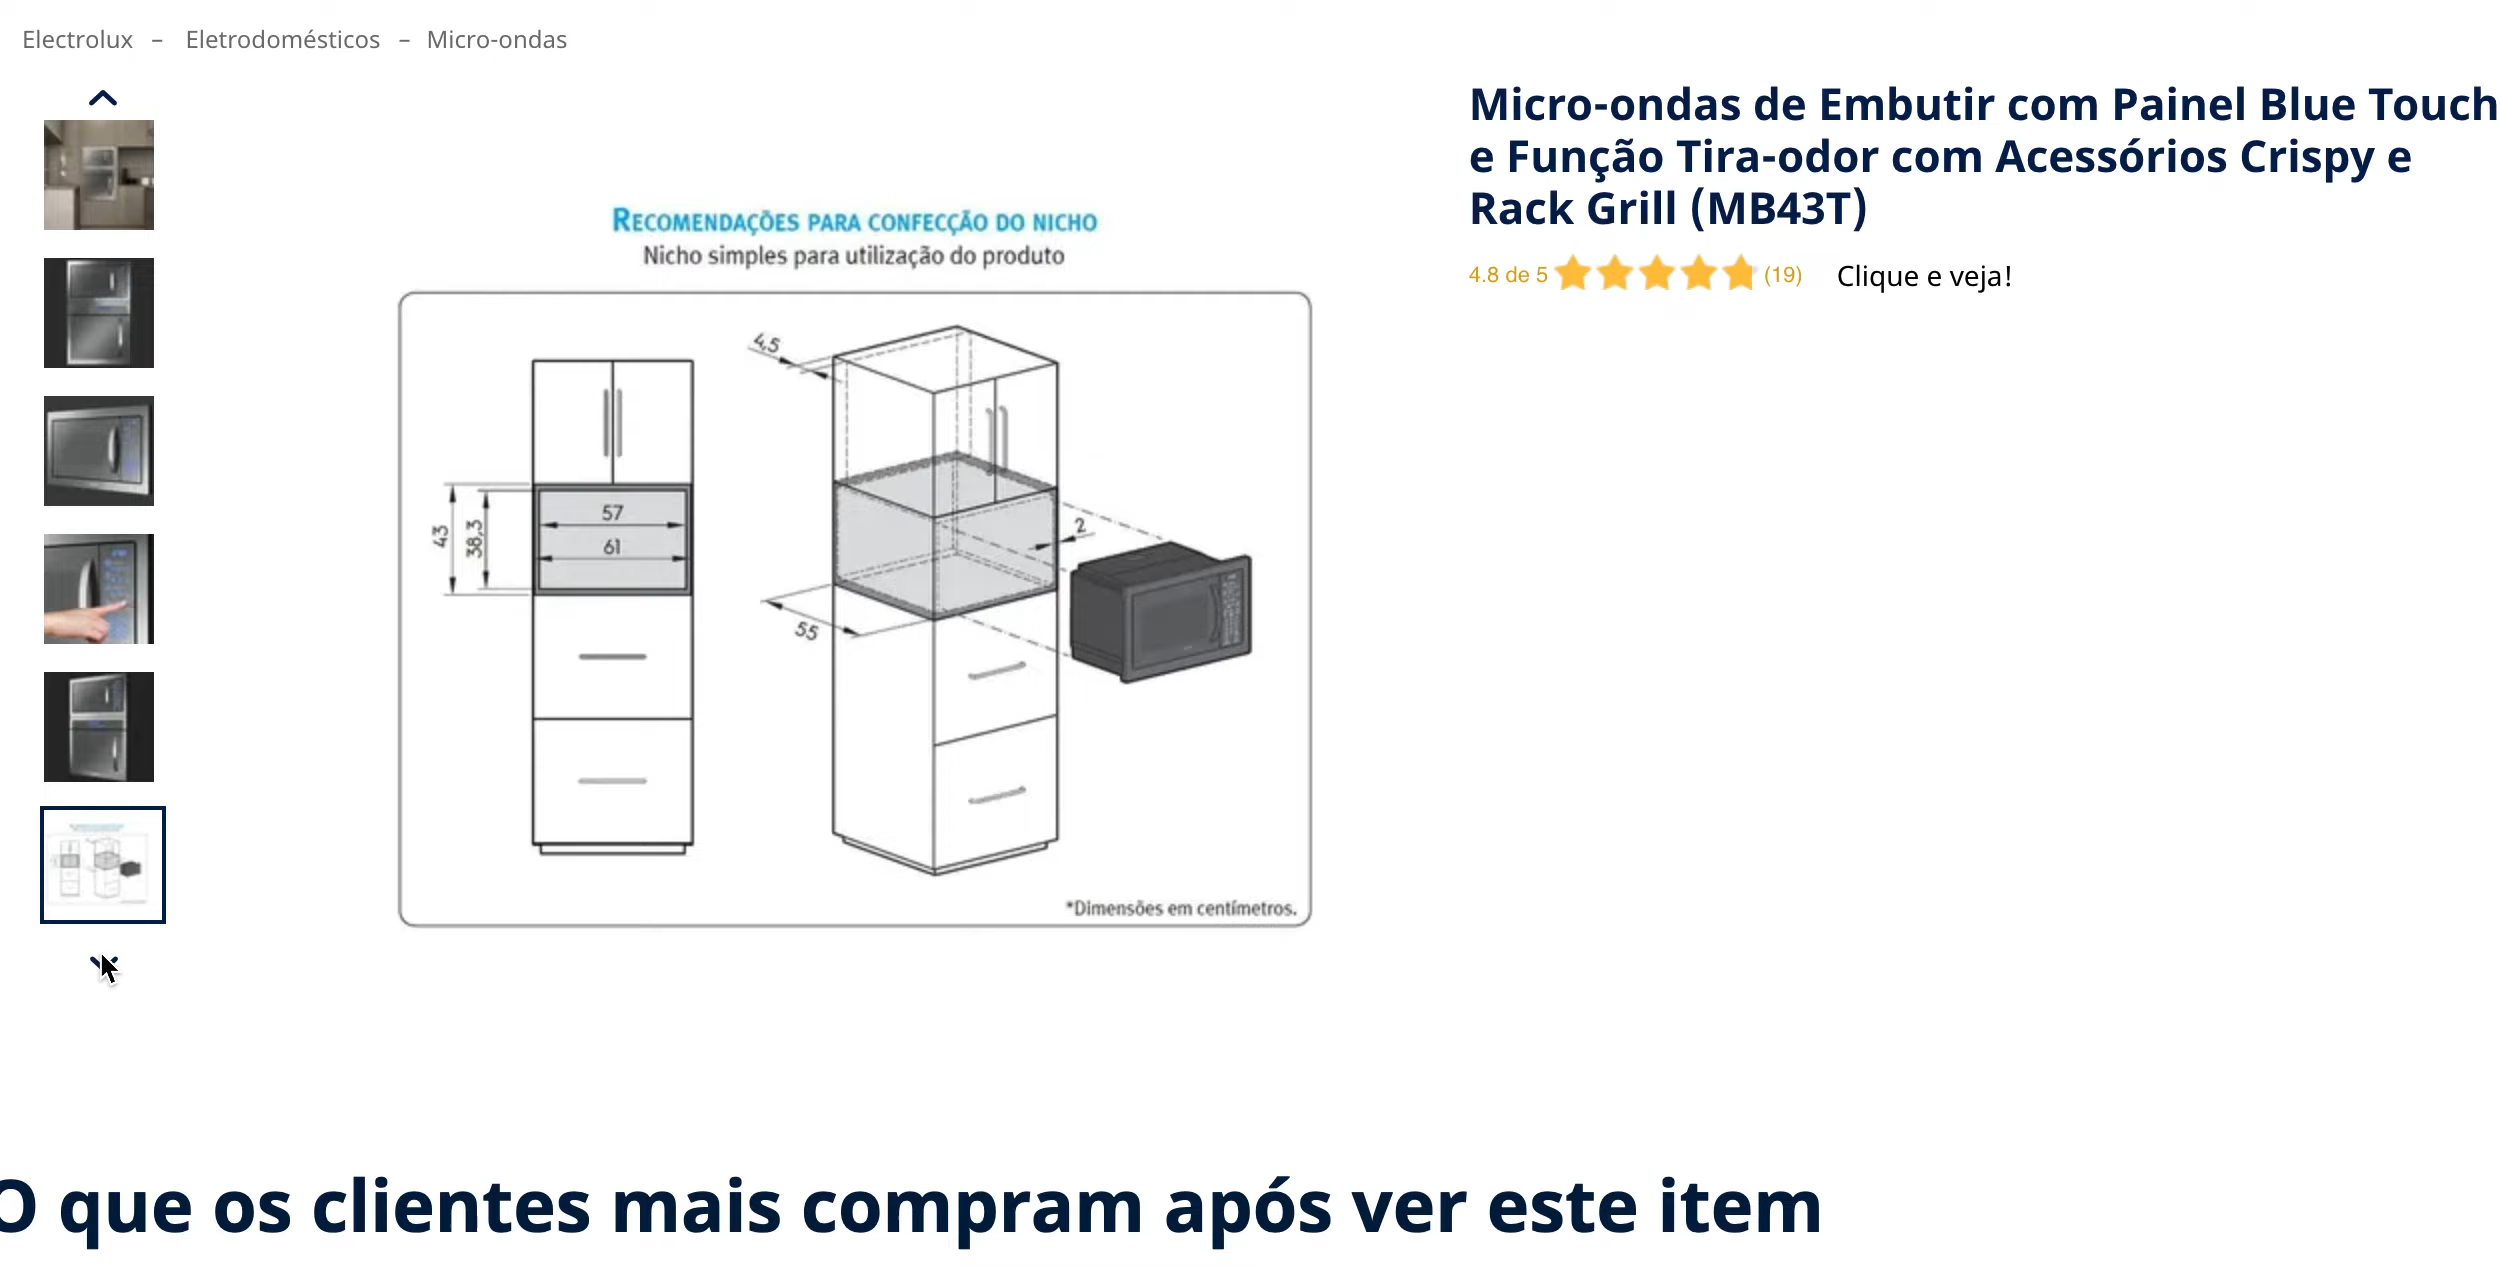 Electrolux – Eletrodomésticos – Micro-ondas
Micro-ondas de Embutir com Painel Blue Touch
e Função Tira-odor com Acessórios Crispy e
Rack Grill (MB43T)
4.8 de 5 (19) Clique e veja!
Recomendações para confecção do nicho
Nicho simples para utilização do produto
4,5
57
61
43
38,3
2
55
*Dimensões em centímetros.
O que os clientes mais compram após ver este item